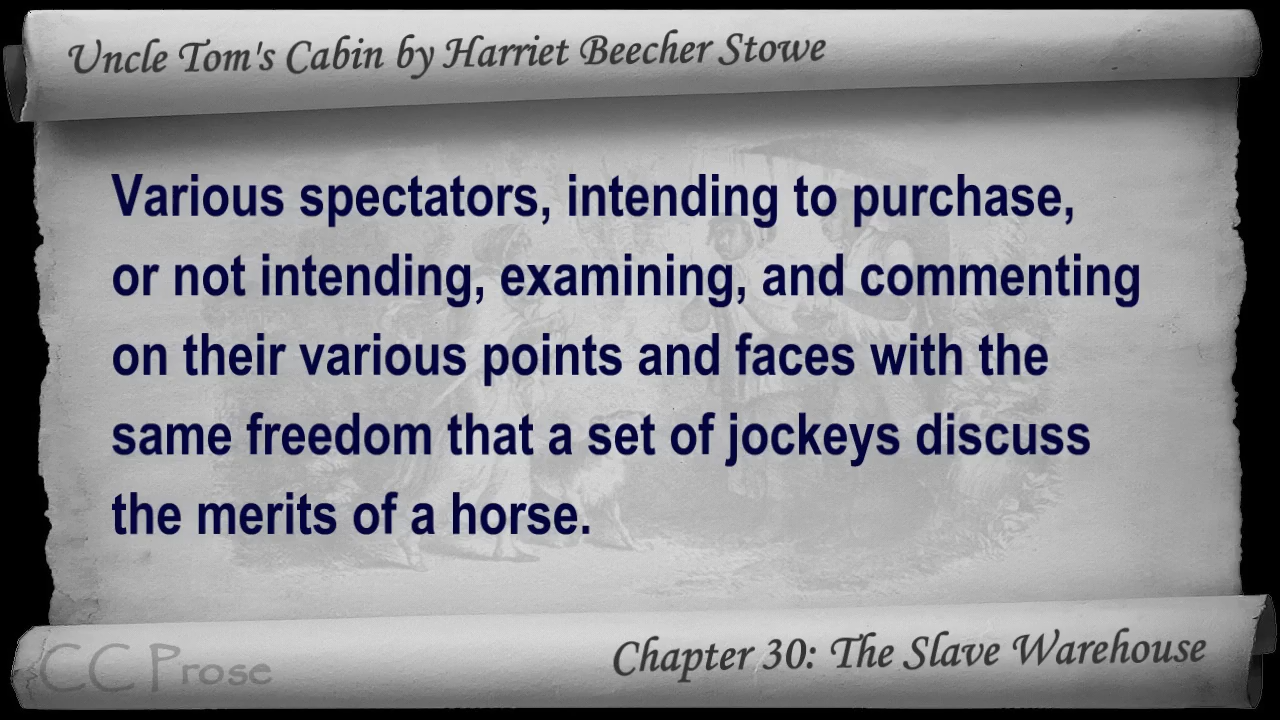 Uncle Tom's Cabin by Harriet Beecher Stowe
Various spectators, intending to purchase,
or not intending, examining, and commenting
on their various points and faces with the
same freedom that a set of jockeys discuss
the merits of a horse.
CC Prose
Chapter 30: The Slave Warehouse